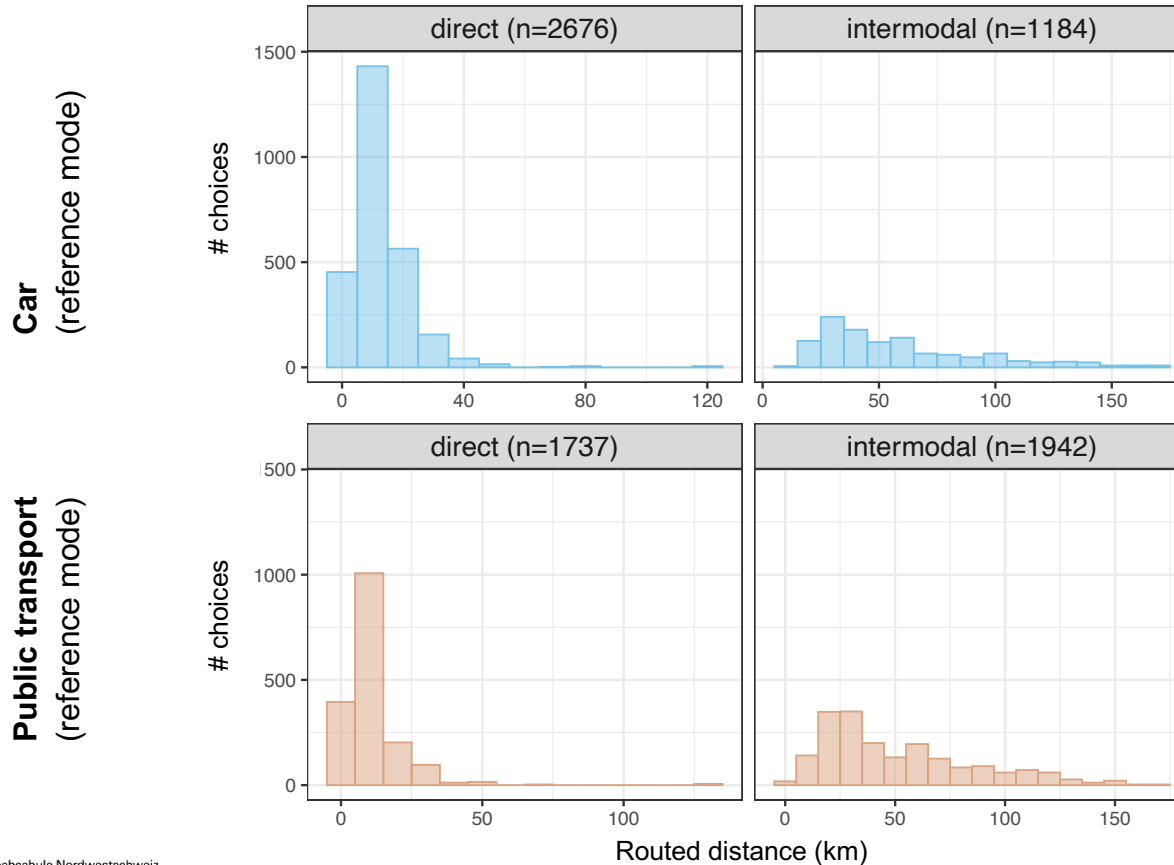 direct (n=2676)
intermodal (n=1184)
Car
(reference mode)
# choices
1500
1000
500
0
0 40 80 120
0 50 100 150
direct (n=1737)
intermodal (n=1942)
Public transport
(reference mode)
# choices
500
1000
500
0
0 50 100
0 50 100 150
Routed distance (km)
Nordwestschweiz